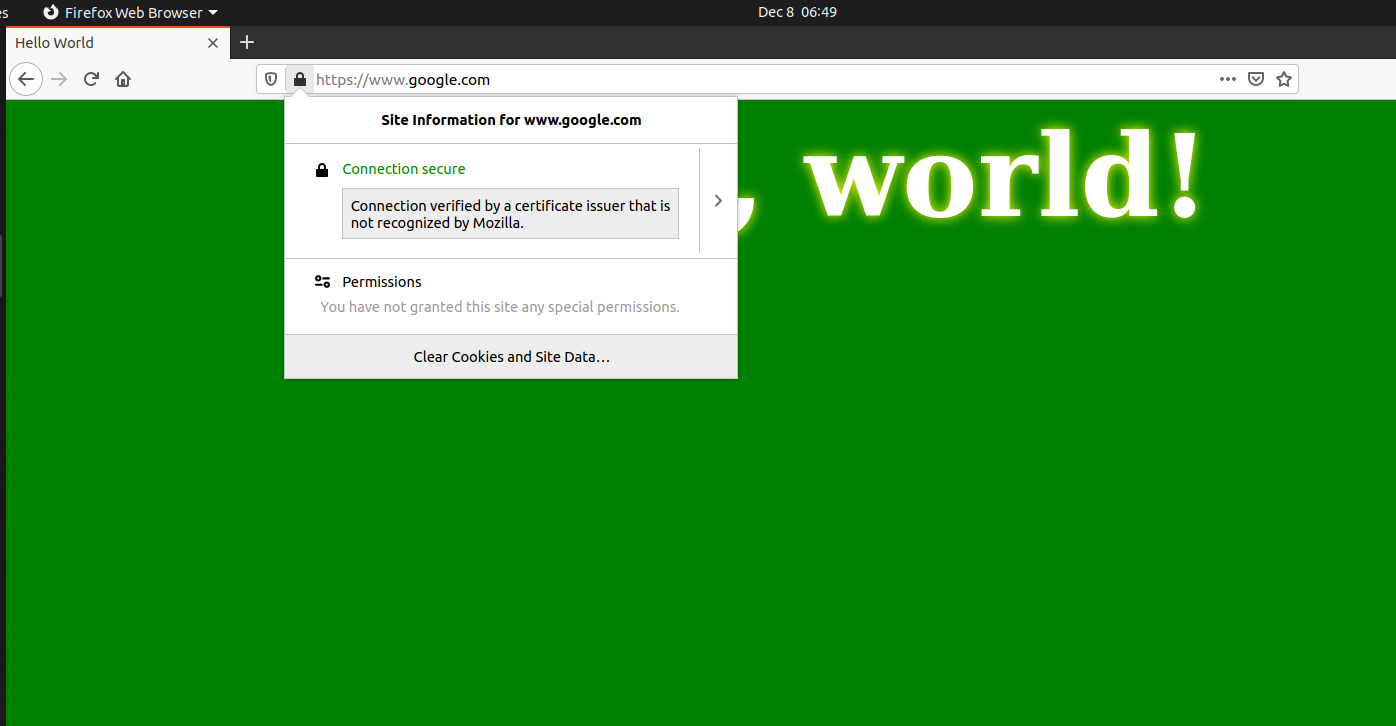 es
Firefox Web Browser
Dec 8 06:49
Hello World
https://www.google.com
Site Information for www.google.com
, world!
Connection secure
Connection verified by a certificate issuer that is
not recognized by Mozilla.
Permissions
You have not granted this site any special permissions.
Clear Cookies and Site Data…